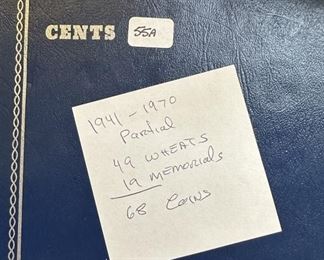 CENTS 55A
1941-1970
Partial
49 WHEATS
19 MEMORIALS
68 COINS